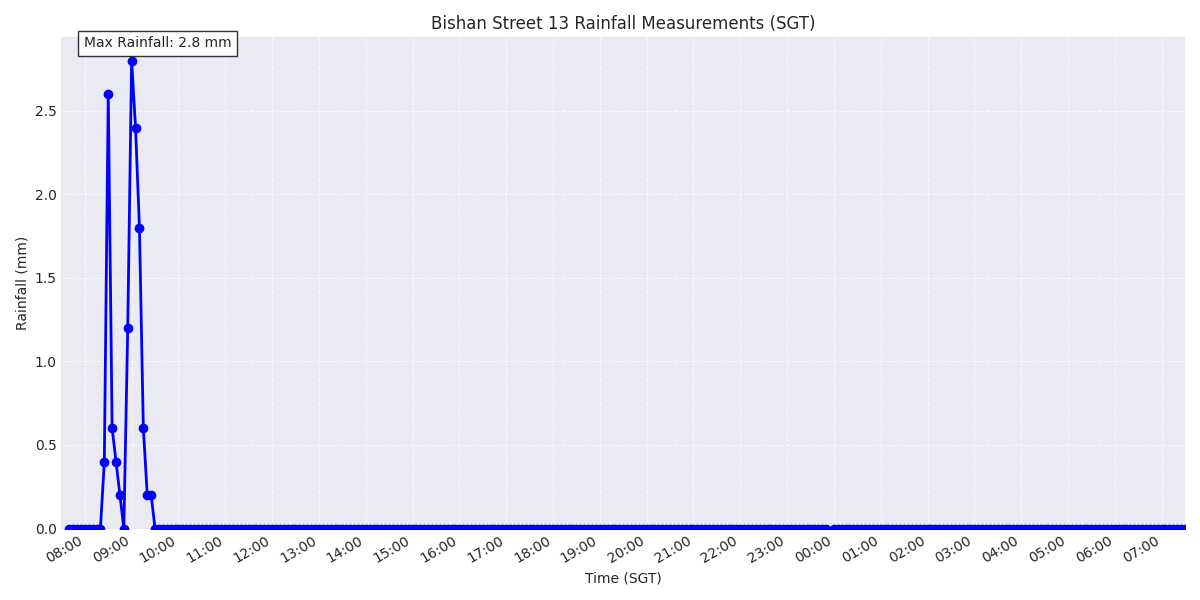 Bishan Street 13 Rainfall Measurements (SGT)
Max Rainfall: 2.8 mm
Rainfall (mm)
2.5
2.0
1.5
1.0
0.5
0.0
08:00 09:00 10:00 11:00 12:00 13:00 14:00 15:00 16:00 17:00 18:00 19:00 20:00 21:00 22:00 23:00 00:00 01:00 02:00 03:00 04:00 05:00 06:00 07:00
Time (SGT)